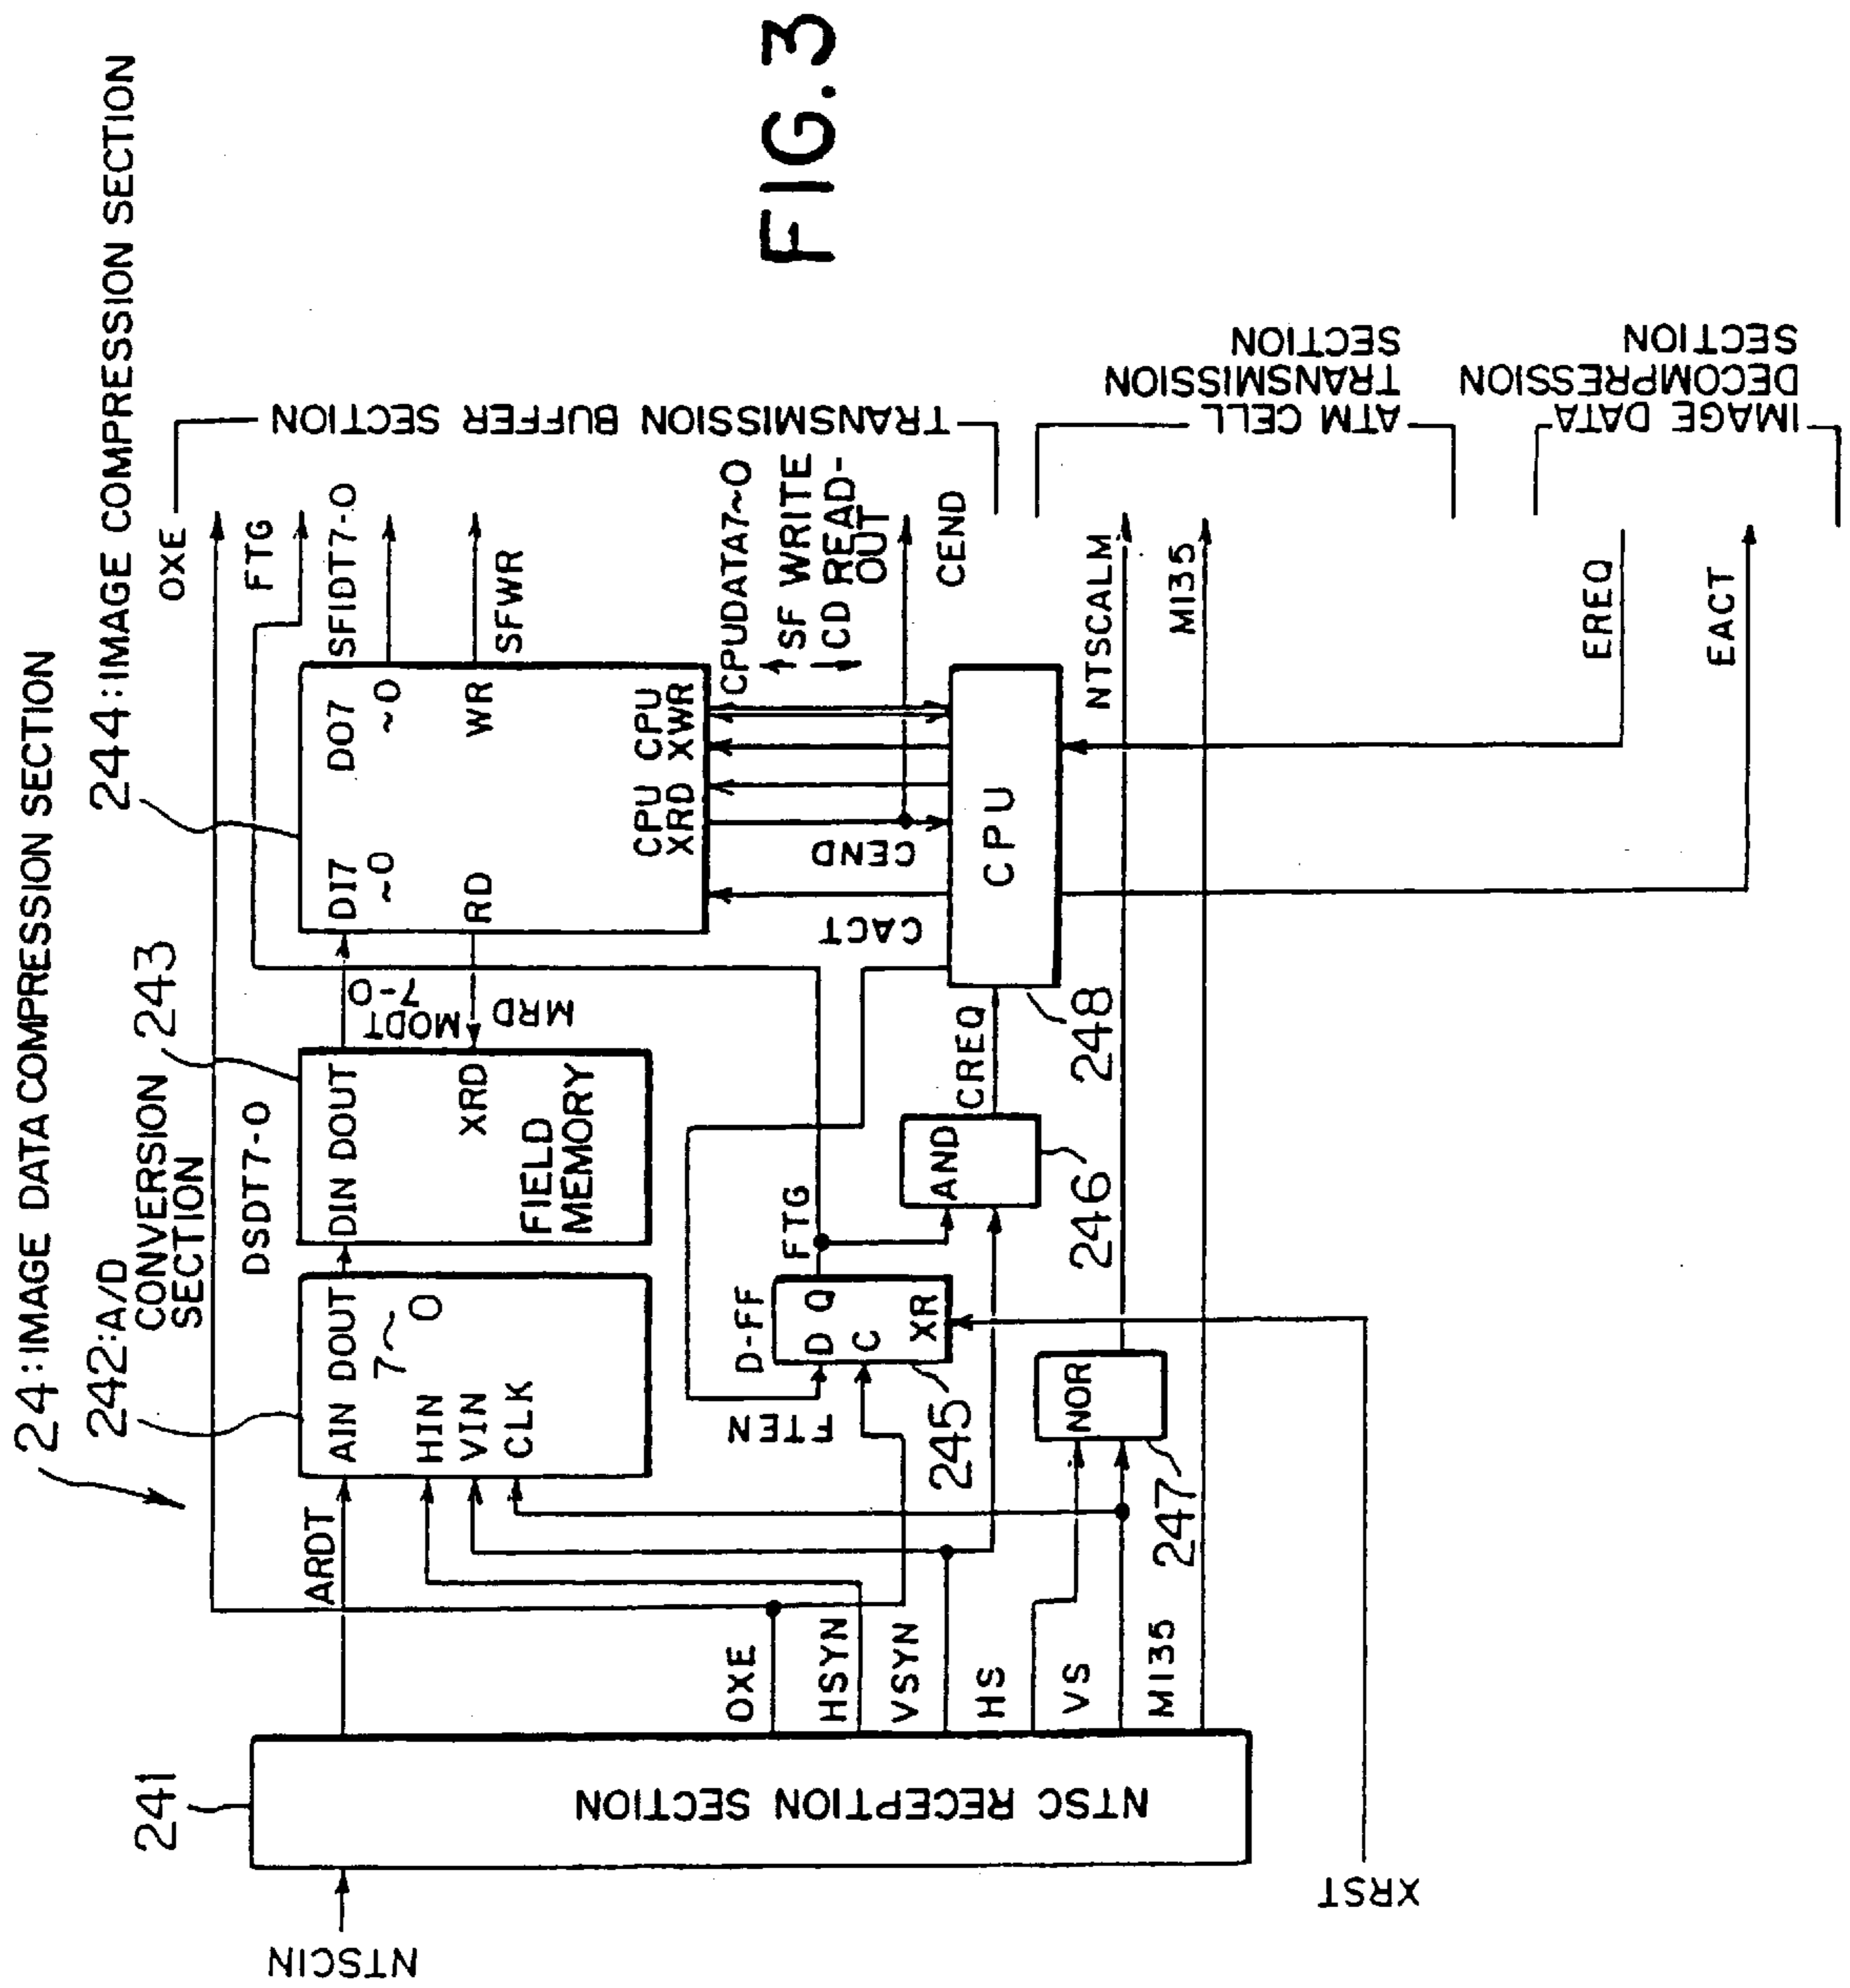 FIG.3
24:IMAGE DATA COMPRESSION SECTION
242:A/D
CONVERSION
SECTION
243
244:IMAGE COMPRESSION SECTION
DSDT7-0
241
NTSCIN
NTSC RECEPTION SECTION
ARDT
AIN DOUT
7~
0
HIN
VIN
CLK
DIN DOUT
XRD
FIELD
MEMORY
MODT
7-0
MRD
DI7
~0
DO7
~0
RD
WR
CPU
XRD
CPU
XWR
OXE
FTG
SFIDT7-0
SFWR
TRANSMISSION BUFFER SECTION
CPUDATA7~0
SF WRITE
CD READ-
OUT
CEND
OXE
HSYN
VSYN
HS
VS
M135
FTEN
D-FF
D Q
C
XR
245
FTG
AND
246
CREQ
CACT
CEND
CPU
248
NOR
247
NTSCALM
M135
ATM CELL
TRANSMISSION
SECTION
XRST
EREQ
EACT
IMAGE DATA
DECOMPRESSION
SECTION